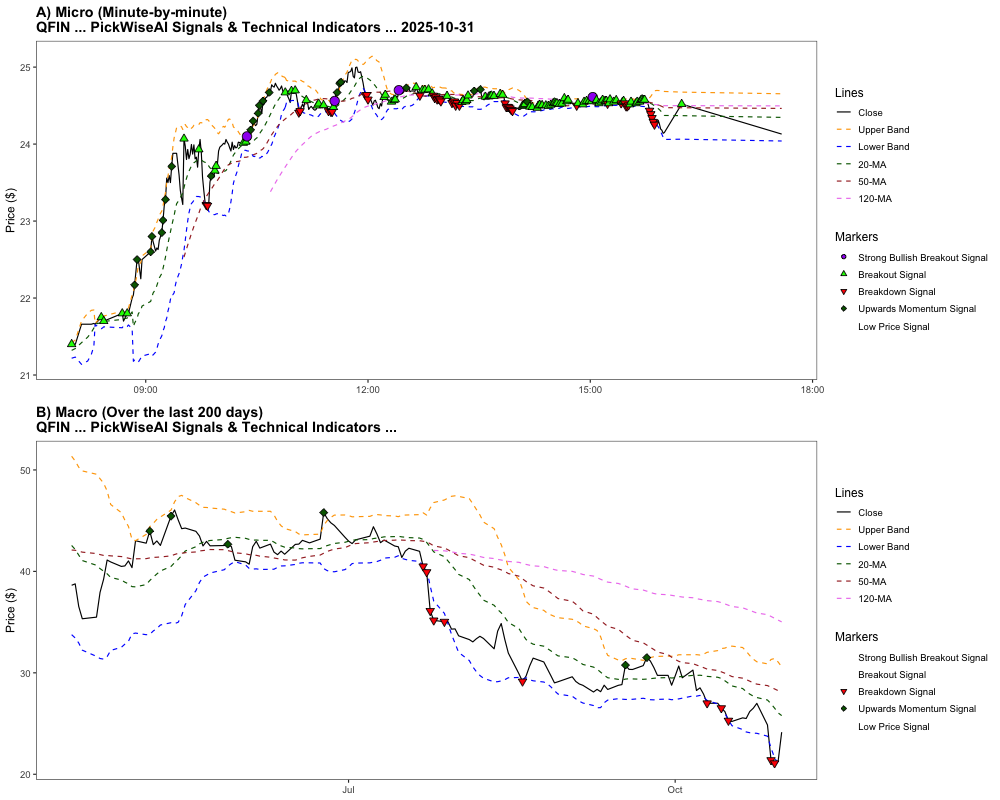 A) Micro (Minute-by-minute)
QFIN ... PickWiseAI Signals & Technical Indicators ... 2025-10-31
25
24
23
22
21
Price ($)
09:00
12:00
15:00
18:00
Lines
Close
Upper Band
Lower Band
20-MA
50-MA
120-MA
Markers
Strong Bullish Breakout Signal
Breakout Signal
Breakdown Signal
Upwards Momentum Signal
Low Price Signal
B) Macro (Over the last 200 days)
QFIN ... PickWiseAI Signals & Technical Indicators ...
50
40
30
20
Price ($)
Jul
Oct
Lines
Close
Upper Band
Lower Band
20-MA
50-MA
120-MA
Markers
Strong Bullish Breakout Signal
Breakout Signal
Breakdown Signal
Upwards Momentum Signal
Low Price Signal